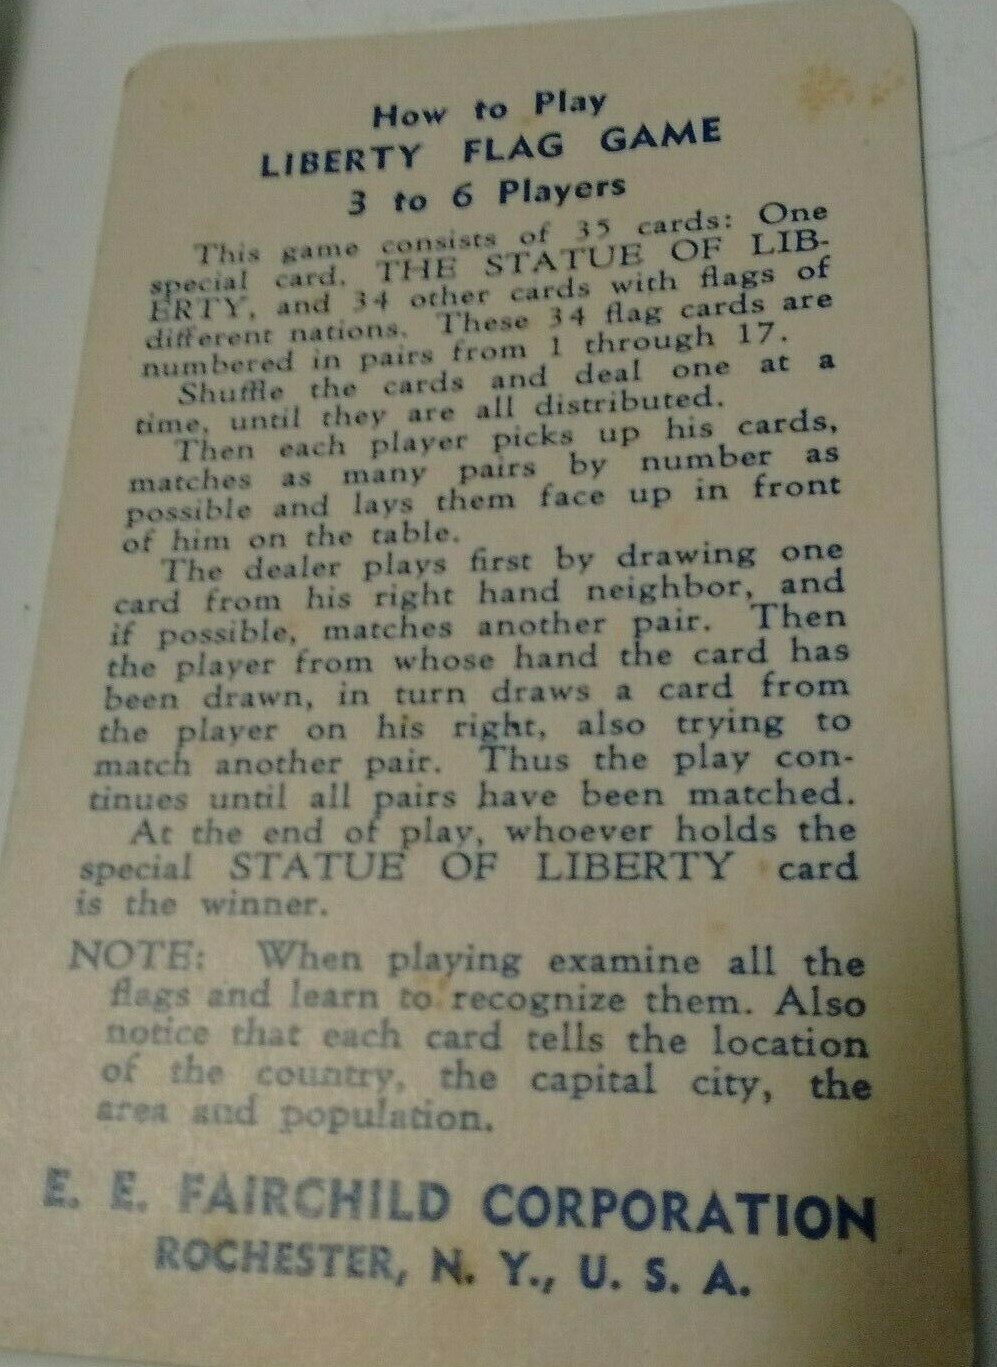 How to Play
LIBERTY FLAG GAME
3 to 6 Players
This game consists of 35 cards: One
special card, THE STATUE OF LIB-
ERTY, and 34 other cards with flags of
different nations. These 34 flag cards are
numbered in pairs from 1 through 17.
Shuffle the cards and deal one at a
time, until they are all distributed.
Then each player picks up his cards,
matches as many pairs by number as
possible and lays them face up in front
of him on the table.
The dealer plays first by drawing one
card from his right hand neighbor, and
if possible, matches another pair. Then
the player from whose hand the card has
been drawn, in turn draws a card from
the player on his right, also trying to
match another pair. Thus the play con-
tinues until all pairs have been matched.
At the end of play, whoever holds the
special STATUE OF LIBERTY card
is the winner.
NOTE: When playing examine all the
flags and learn to recognize them. Also
notice that each card tells the location
of the country, the capital city, the
area and population.
E. E. FAIRCHILD CORPORATION
ROCHESTER, N. Y., U. S. A.